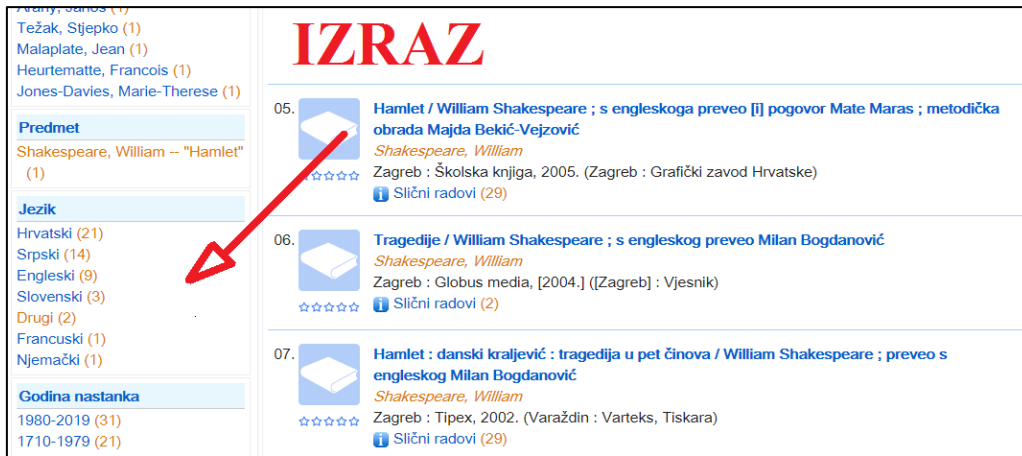 Arany, Janos (1)
Težak, Stjepko (1)
Malaplate, Jean (1)
Heurtematte, Francois (1)
Jones-Davies, Marie-Therese (1)
Predmet
Shakespeare, William -- "Hamlet"
(1)
Jezik
Hrvatski (21)
Srpski (14)
Engleski (9)
Slovenski (3)
Drugi (2)
Francuski (1)
Njemački (1)
Godina nastanka
1980-2019 (31)
1710-1979 (21)
IZRAZ
05.
Hamlet / William Shakespeare ; s engleskoga preveo [i] pogovor Mate Maras ; metodička
obrada Majda Bekić-Vejzović
Shakespeare, William
Zagreb : Školska knjiga, 2005. (Zagreb : Grafički zavod Hrvatske)
Slični radovi (29)
06.
Tragedije / William Shakespeare ; s engleskog preveo Milan Bogdanović
Shakespeare, William
Zagreb : Globus media, [2004.] ([Zagreb] : Vjesnik)
Slični radovi (2)
07.
Hamlet : danski kraljević : tragedija u pet činova / William Shakespeare ; preveo s
engleskog Milan Bogdanović
Shakespeare, William
Zagreb : Tipex, 2002. (Varaždin : Varteks, Tiskara)
Slični radovi (29)